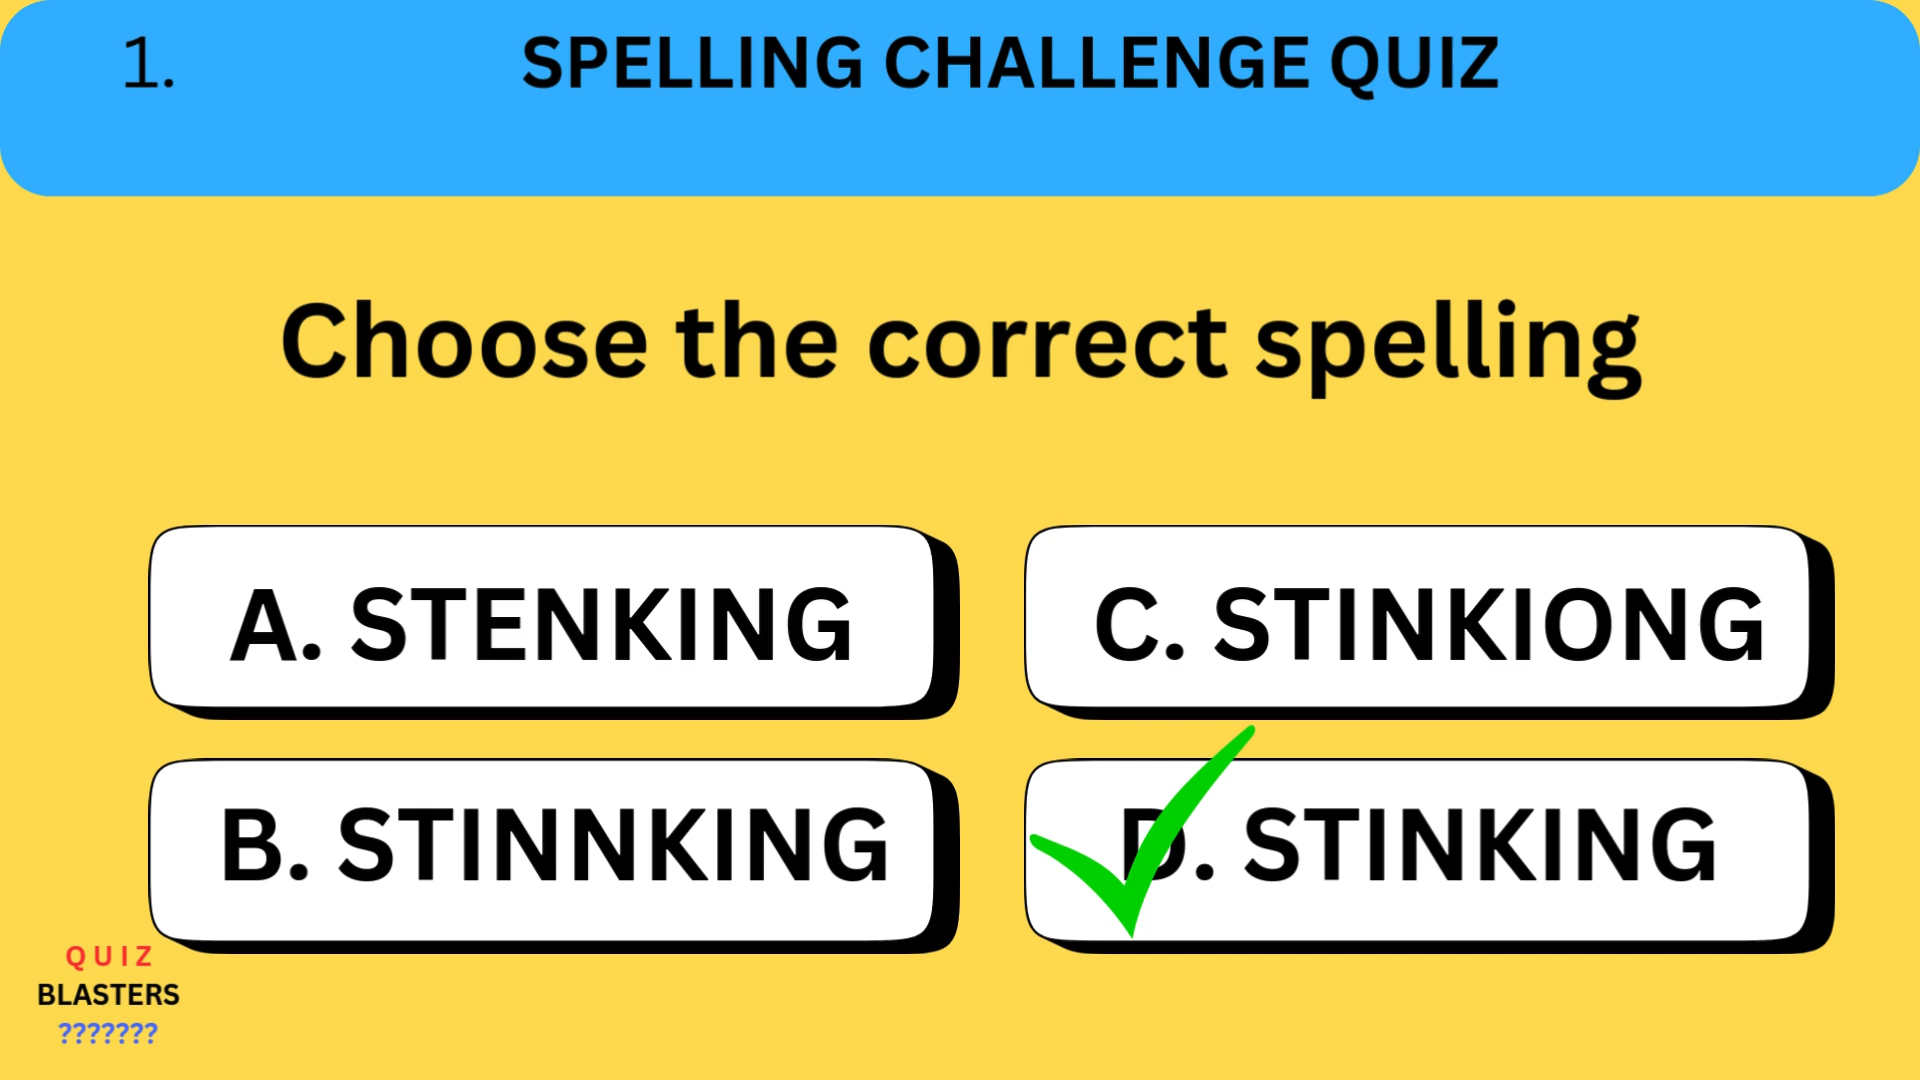 1.
SPELLING CHALLENGE QUIZ
Choose the correct spelling
A. STENKING
C. STINKIONG
B. STINNKING
D. STINKING
QUIZ
BLASTERS
???????